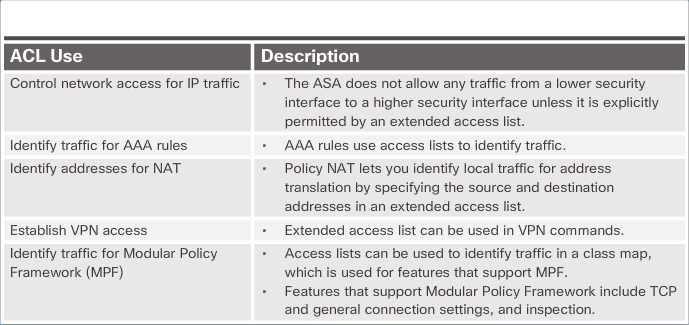 ACL Use
Description
Control network access for IP traffic
▪ The ASA does not allow any traffic from a lower security
interface to a higher security interface unless it is explicitly
permitted by an extended access list.
Identify traffic for AAA rules
▪ AAA rules use access lists to identify traffic.
Identify addresses for NAT
▪ Policy NAT lets you identify local traffic for address
translation by specifying the source and destination
addresses in an extended access list.
Establish VPN access
▪ Extended access list can be used in VPN commands.
Identify traffic for Modular Policy
Framework (MPF)
▪ Access lists can be used to identify traffic in a class map,
which is used for features that support MPF.
▪ Features that support Modular Policy Framework include TCP
and general connection settings, and inspection.